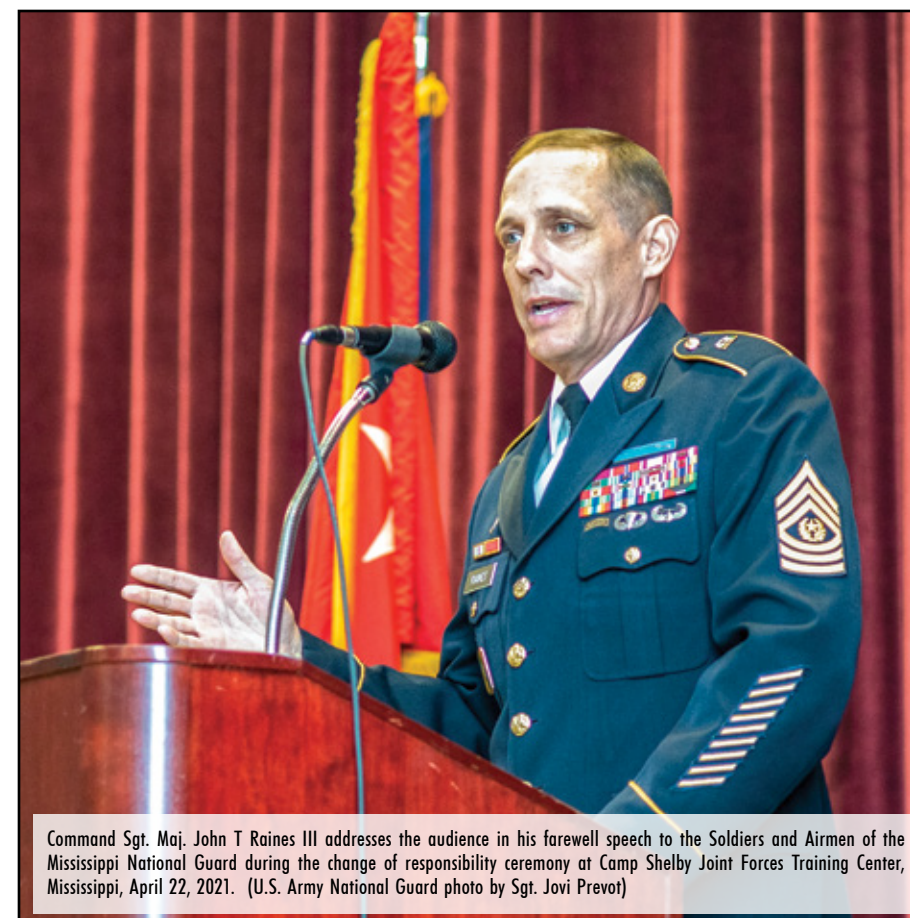 Command Sgt. Maj. John T Raines III addresses the audience in his farewell speech to the Soldiers and Airmen of the
Mississippi National Guard during the change of responsibility ceremony at Camp Shelby Joint Forces Training Center,
Mississippi, April 22, 2021.  (U.S. Army National Guard photo by Sgt. Jovi Prevot)